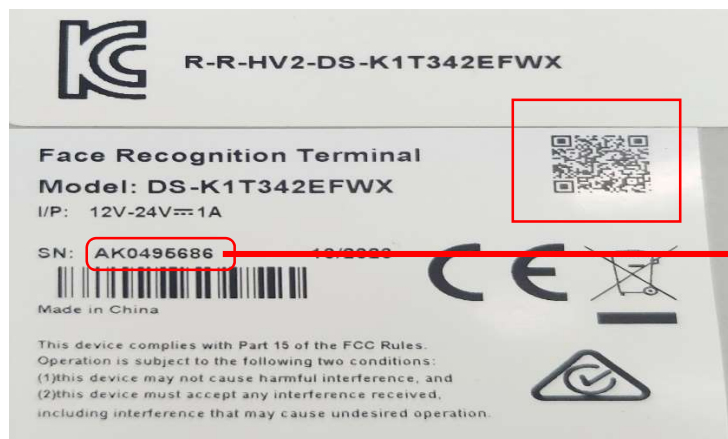 R-R-HV2-DS-K1T342EFWX
Face Recognition Terminal
Model: DS-K1T342EFWX
I/P: 12V-24V⎓1A
SN: AK0495686
Made in China
This device complies with Part 15 of the FCC Rules.
Operation is subject to the following two conditions:
(1)this device may not cause harmful interference, and
(2)this device must accept any interference received,
including interference that may cause undesired operation.